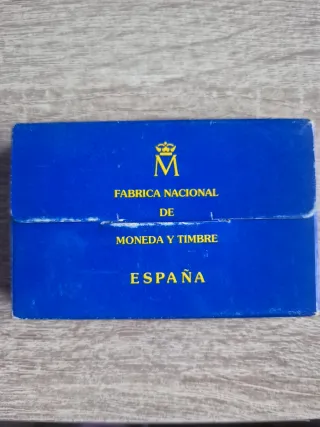 M
FABRICA NACIONAL
DE
MONEDA Y TIMBRE
ESPAÑA